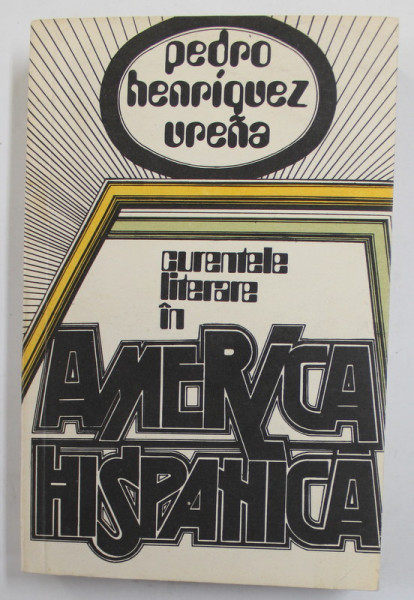 pedro
henríquez
ureña
curentele
literare
în
AMERICA
HISPANICA